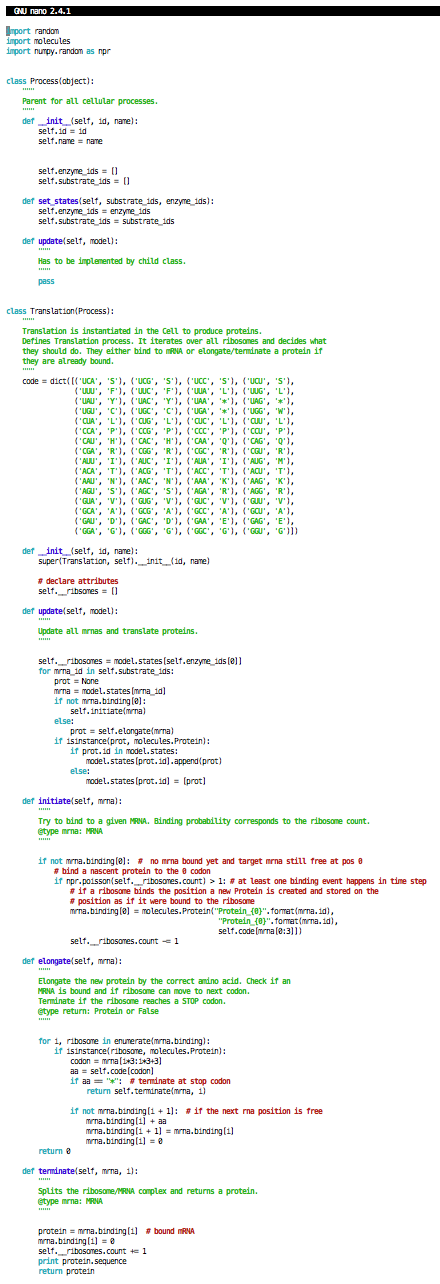 GNU nano 2.4.1
import random
import molecules
import numpy.random as npr
class Process(object):
    """
    Parent for all cellular processes.
    """
    def __init__(self, id, name):
        self.id = id
        self.name = name
        self.enzyme_ids = []
        self.substrate_ids = []
    def set_states(self, substrate_ids, enzyme_ids):
        self.enzyme_ids = enzyme_ids
        self.substrate_ids = substrate_ids
    def update(self, model):
        """
        Has to be implemented by child class.
        """
        pass
class Translation(Process):
    """
    Translation is instantiated in the Cell to produce proteins.
    Defines Translation process. It iterates over all ribosomes and decides what
    they should do. They either bind to mRNA or elongate/terminate a protein if
    they are already bound.
    """
    code = dict([('UCA', 'S'), ('UCG', 'S'), ('UCC', 'S'), ('UCU', 'S'),
                 ('UUU', 'F'), ('UUC', 'F'), ('UUA', 'L'), ('UUG', 'L'),
                 ('UAU', 'Y'), ('UAC', 'Y'), ('UAA', '*'), ('UAG', '*'),
                 ('UGU', 'C'), ('UGC', 'C'), ('UGA', '*'), ('UGG', 'W'),
                 ('CUA', 'L'), ('CUG', 'L'), ('CUC', 'L'), ('CUU', 'L'),
                 ('CCA', 'P'), ('CCG', 'P'), ('CCC', 'P'), ('CCU', 'P'),
                 ('CAU', 'H'), ('CAC', 'H'), ('CAA', 'Q'), ('CAG', 'Q'),
                 ('CGA', 'R'), ('CGG', 'R'), ('CGC', 'R'), ('CGU', 'R'),
                 ('AUU', 'I'), ('AUC', 'I'), ('AUA', 'I'), ('AUG', 'M'),
                 ('ACA', 'T'), ('ACG', 'T'), ('ACC', 'T'), ('ACU', 'T'),
                 ('AAU', 'N'), ('AAC', 'N'), ('AAA', 'K'), ('AAG', 'K'),
                 ('AGU', 'S'), ('AGC', 'S'), ('AGA', 'R'), ('AGG', 'R'),
                 ('GUA', 'V'), ('GUG', 'V'), ('GUC', 'V'), ('GUU', 'V'),
                 ('GCA', 'A'), ('GCG', 'A'), ('GCC', 'A'), ('GCU', 'A'),
                 ('GAU', 'D'), ('GAC', 'D'), ('GAA', 'E'), ('GAG', 'E'),
                 ('GGA', 'G'), ('GGG', 'G'), ('GGC', 'G'), ('GGU', 'G')])
    def __init__(self, id, name):
        super(Translation, self).__init__(id, name)
        # declare attributes
        self.__ribsomes = []
    def update(self, model):
        """
        Update all mrnas and translate proteins.
        """
        self.__ribosomes = model.states[self.enzyme_ids[0]]
        for mrna_id in self.substrate_ids:
            prot = None
            mrna = model.states[mrna_id]
            if not mrna.binding[0]:
                self.initiate(mrna)
            else:
                prot = self.elongate(mrna)
            if isinstance(prot, molecules.Protein):
                if prot.id in model.states:
                    model.states[prot.id].append(prot)
                else:
                    model.states[prot.id] = [prot]
    def initiate(self, mrna):
        """
        Try to bind to a given MRNA. Binding probability corresponds to the ribosome count.
        @type mrna: MRNA
        """
        if not mrna.binding[0]:  #  no mrna bound yet and target mrna still free at pos 0
            # bind a nascent protein to the 0 codon
            if npr.poisson(self.__ribosomes.count) > 1: # at least one binding event happens in time step
                # if a ribosome binds the position a new Protein is created and stored on the
                # position as if it were bound to the ribosome
                mrna.binding[0] = molecules.Protein("Protein_{0}".format(mrna.id),
                                                    "Protein_{0}".format(mrna.id),
                                                    self.code[mrna[0:3]])
                self.__ribosomes.count -= 1
    def elongate(self, mrna):
        """
        Elongate the new protein by the correct amino acid. Check if an
        MRNA is bound and if ribosome can move to next codon.
        Terminate if the ribosome reaches a STOP codon.
        @type return: Protein or False
        """
        for i, ribosome in enumerate(mrna.binding):
            if isinstance(ribosome, molecules.Protein):
                codon = mrna[i*3:i*3+3]
                aa = self.code[codon]
                if aa == "*":  # terminate at stop codon
                    return self.terminate(mrna, i)
                if not mrna.binding[i + 1]:  # if the next rna position is free
                    mrna.binding[i] + aa
                    mrna.binding[i + 1] = mrna.binding[i]
                    mrna.binding[i] = 0
        return 0
    def terminate(self, mrna, i):
        """
        Splits the ribosome/MRNA complex and returns a protein.
        @type mrna: MRNA
        """
        protein = mrna.binding[i]  # bound mRNA
        mrna.binding[i] = 0
        self.__ribosomes.count += 1
        print protein.sequence
        return protein